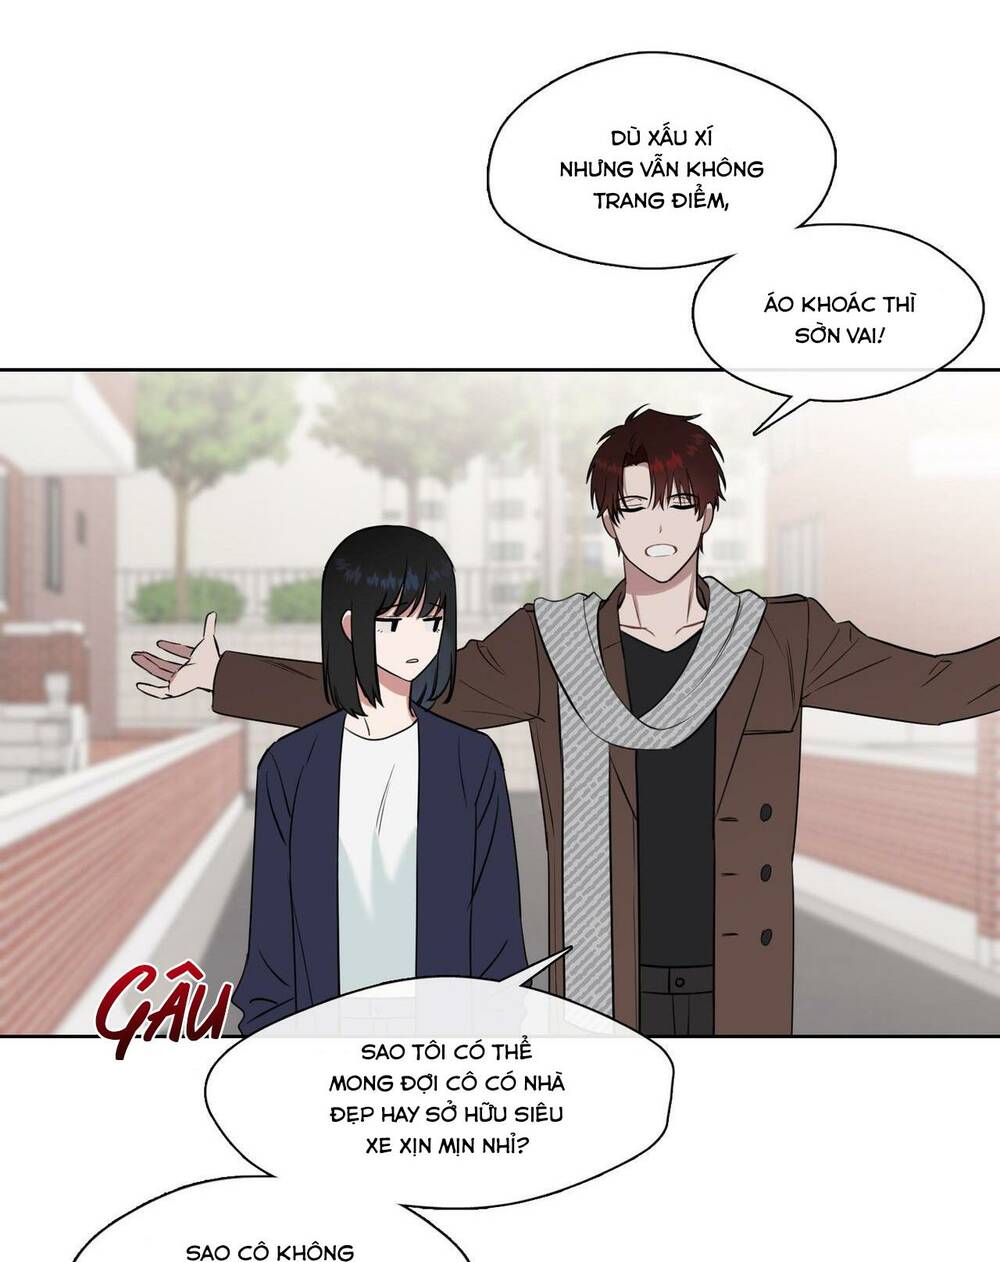 DÙ XẤU XÍ
NHƯNG VẪN KHÔNG
TRANG ĐIỂM,
ÁO KHOÁC THÌ
SỜN VAI!
GÂU
SAO TÔI CÓ THỂ
MONG ĐỢI CÔ CÓ NHÀ
ĐẸP HAY SỞ HỮU SIÊU
XE XỊN MỊN NHỈ?
SAO CÔ KHÔNG